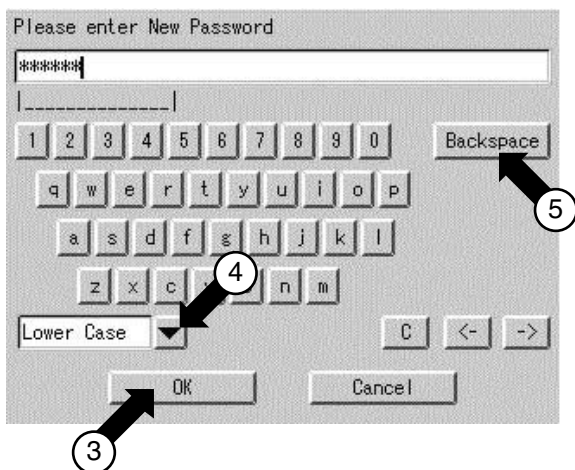 Please enter New Password
******
|______________|
1 2 3 4 5 6 7 8 9 0 Backspace
q w e r t y u i o p
5
a s d f g h j k l
4
z x c n m
Lower Case C <- ->
OK Cancel
3